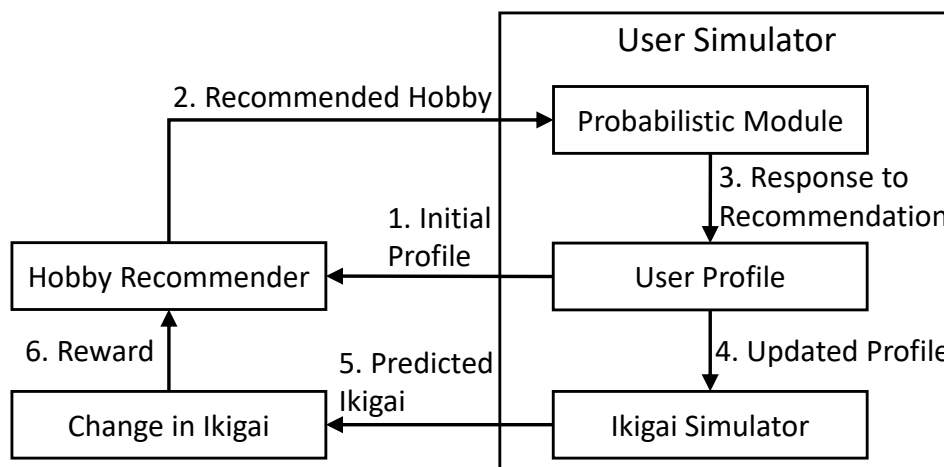 User Simulator
2. Recommended Hobby
Probabilistic Module
3. Response to
Recommendation
1. Initial
Profile
Hobby Recommender
User Profile
6. Reward
5. Predicted
Ikigai
4. Updated Profile
Change in Ikigai
Ikigai Simulator